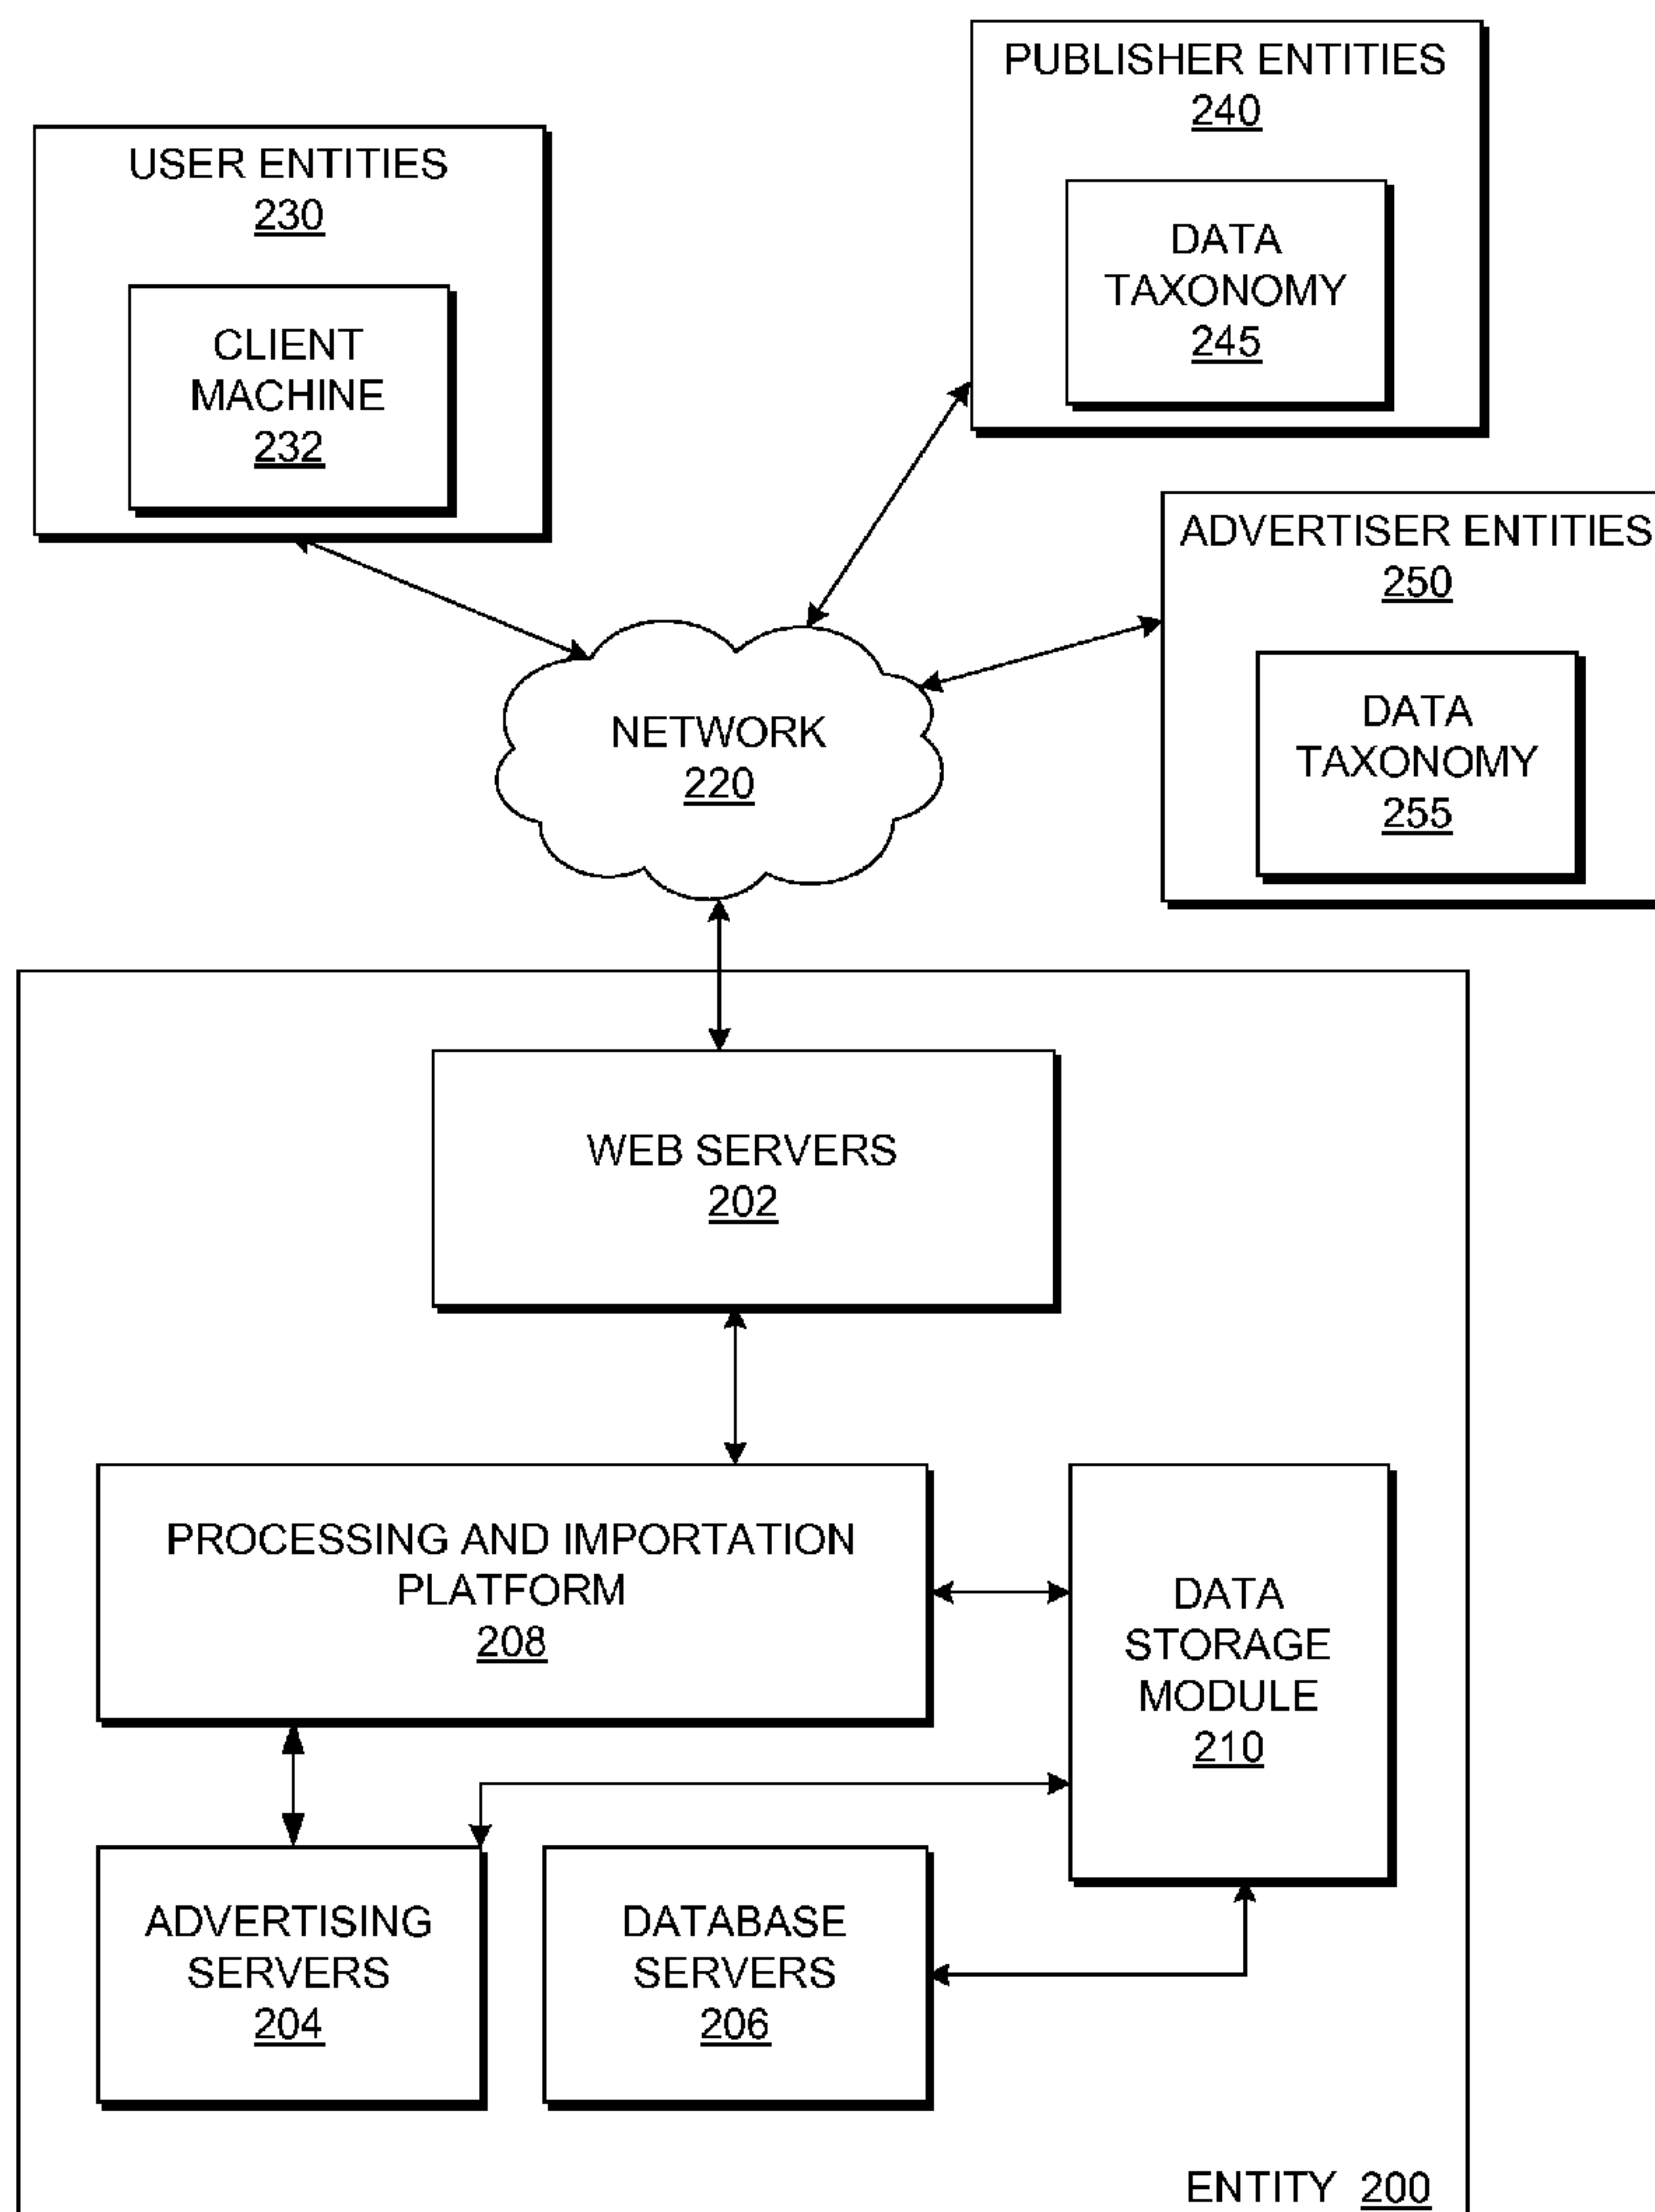 PUBLISHER ENTITIES
240
DATA
TAXONOMY
245
USER ENTITIES
230
CLIENT
MACHINE
232
ADVERTISER ENTITIES
250
DATA
TAXONOMY
255
NETWORK
220
WEB SERVERS
202
PROCESSING AND IMPORTATION
PLATFORM
208
DATA
STORAGE
MODULE
210
ADVERTISING
SERVERS
204
DATABASE
SERVERS
206
ENTITY 200